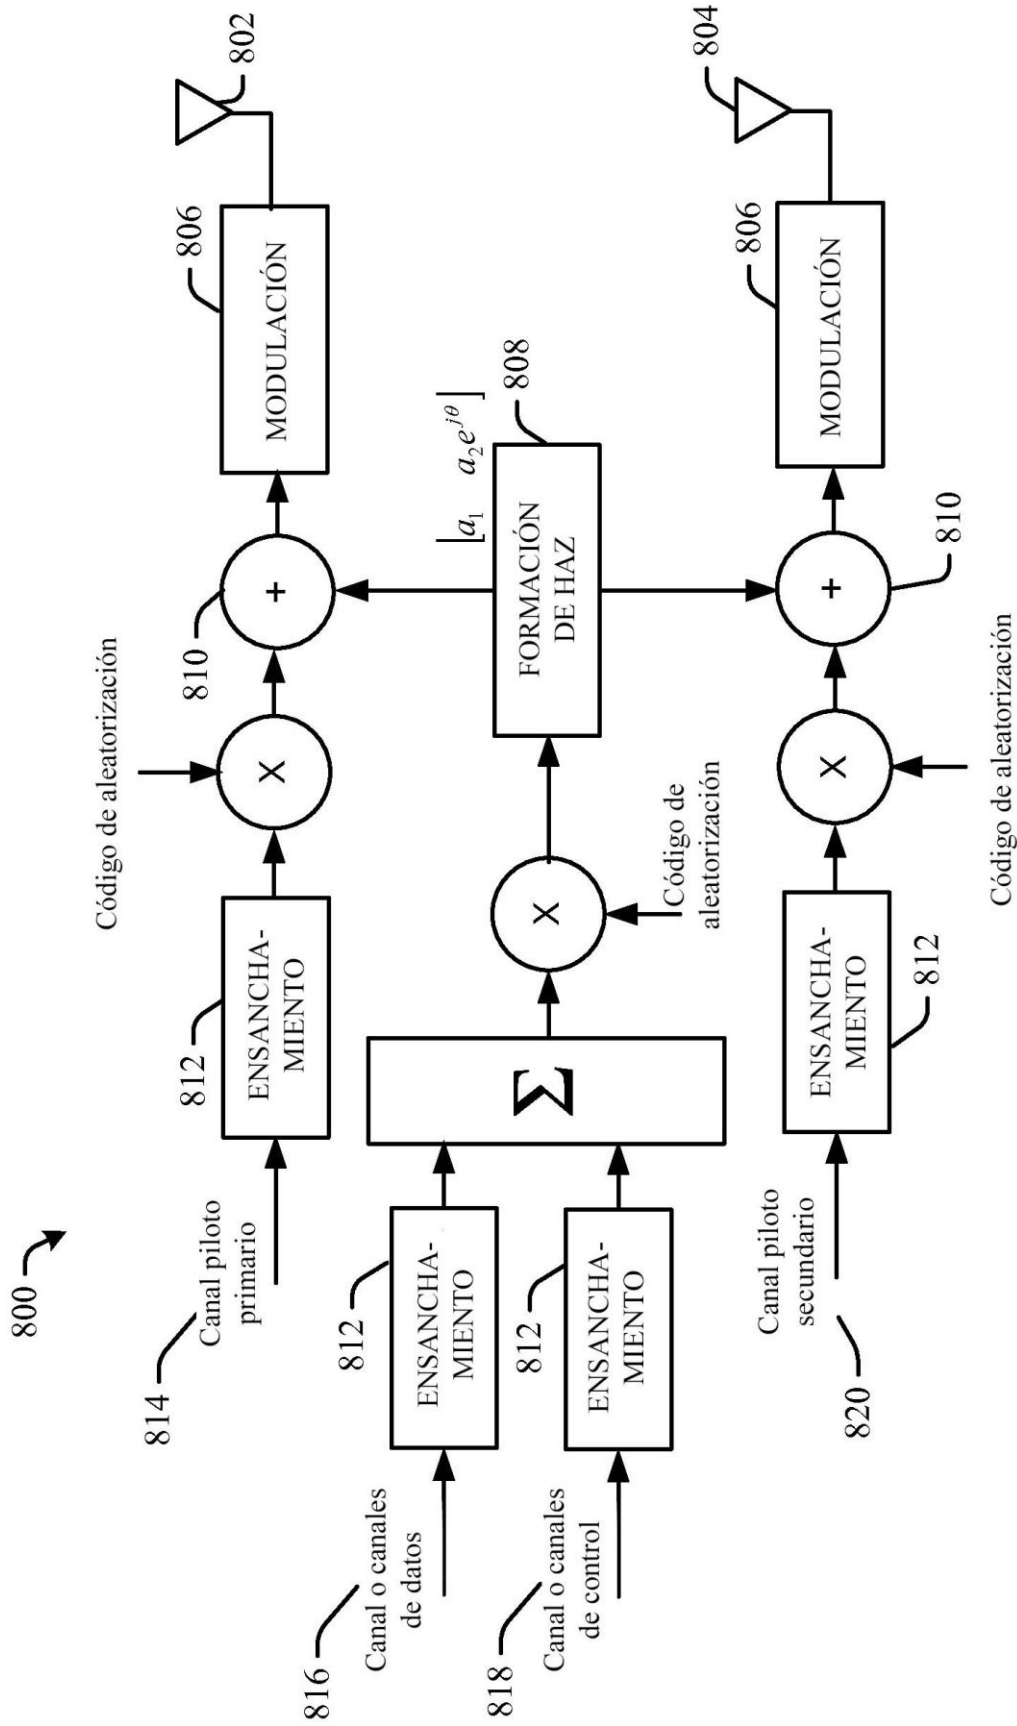 800
814
Canal piloto
primario
812
ENSANCHA-
MIENTO
Código de aleatorización
X
810
+
806
MODULACIÓN
802
816
Canal o canales
de datos
812
ENSANCHA-
MIENTO
818
Canal o canales
de control
812
ENSANCHA-
MIENTO
Σ
X
Código de
aleatorización
FORMACIÓN
DE HAZ
[a₁ a₂e^{jθ}]
808
820
Canal piloto
secundario
ENSANCHA-
MIENTO
812
X
Código de aleatorización
+
810
806
MODULACIÓN
804